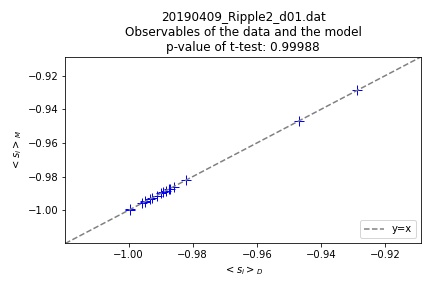 20190409_Ripple2_d01.dat
Observables of the data and the model
p-value of t-test: 0.99988
−0.92
−0.94
−0.96
−0.98
−1.00
< s_i >_M
y=x
−1.00 −0.98 −0.96 −0.94 −0.92
< s_i >_D